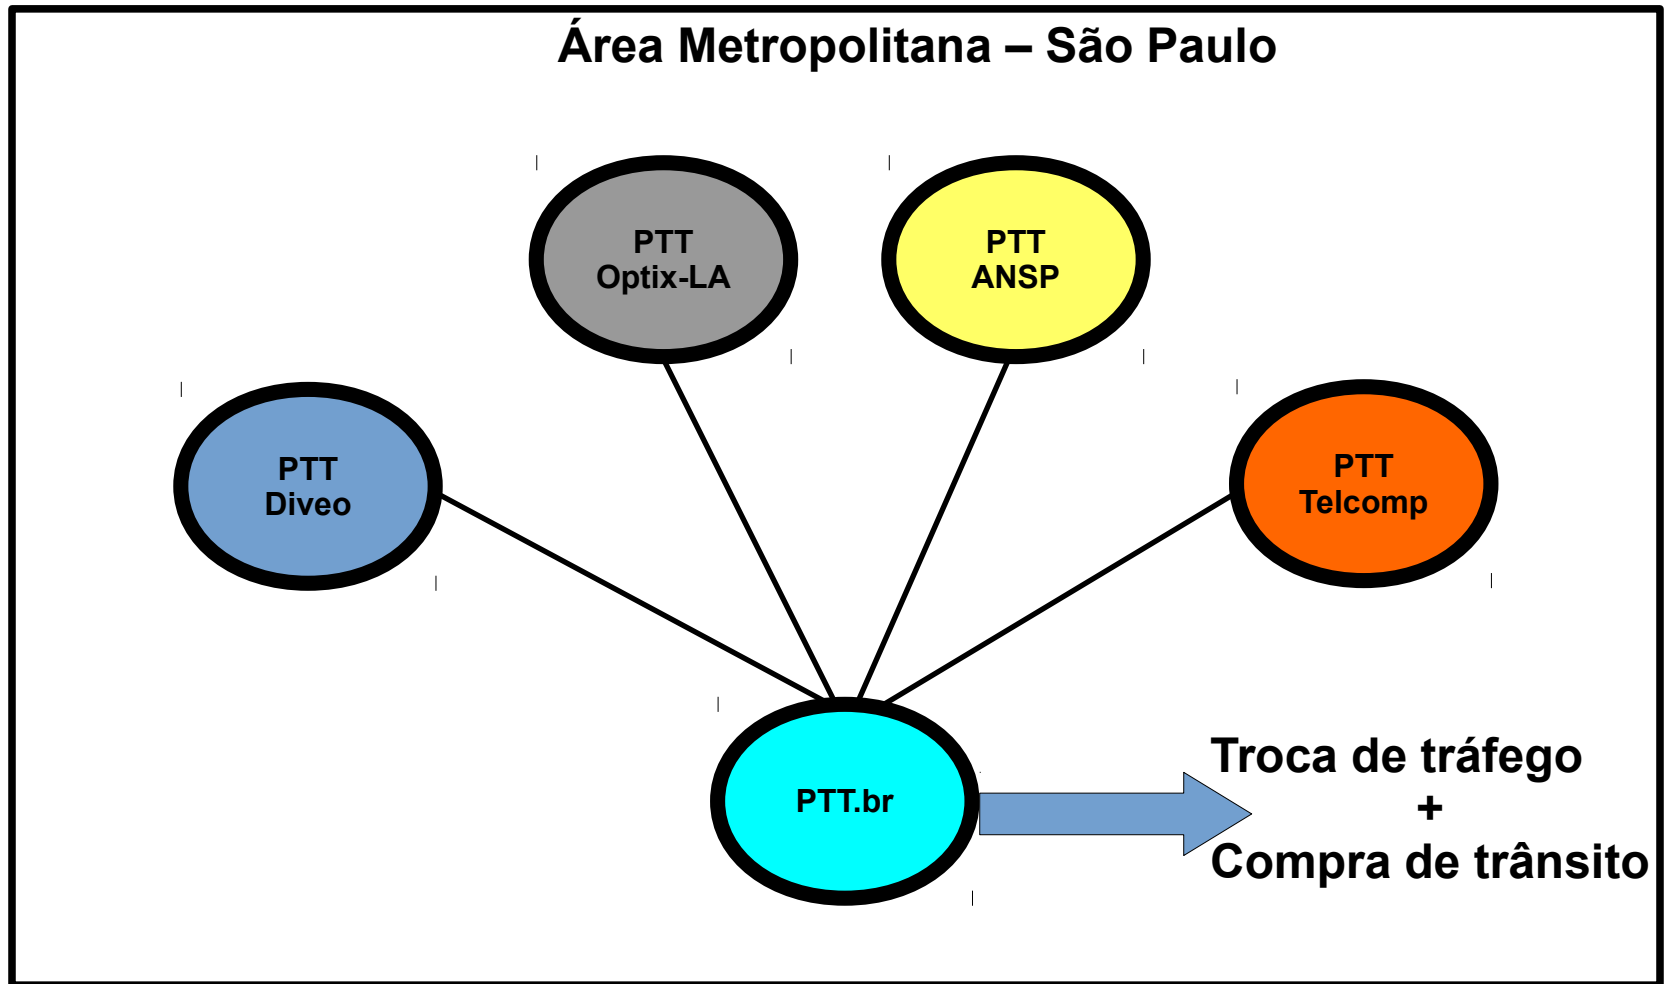 Área Metropolitana – São Paulo
PTT
Optix-LA
PTT
ANSP
PTT
Diveo
PTT
Telcomp
PTT.br
Troca de tráfego
+
Compra de trânsito